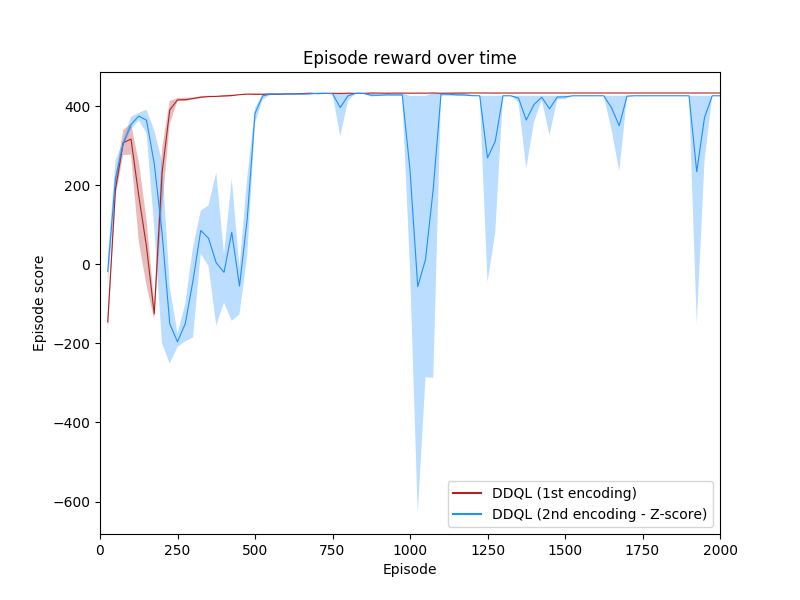 Episode reward over time
Episode score
400
200
0
−200
−400
−600
DDQL (1st encoding)
DDQL (2nd encoding - Z-score)
0 250 500 750 1000 1250 1500 1750 2000
Episode